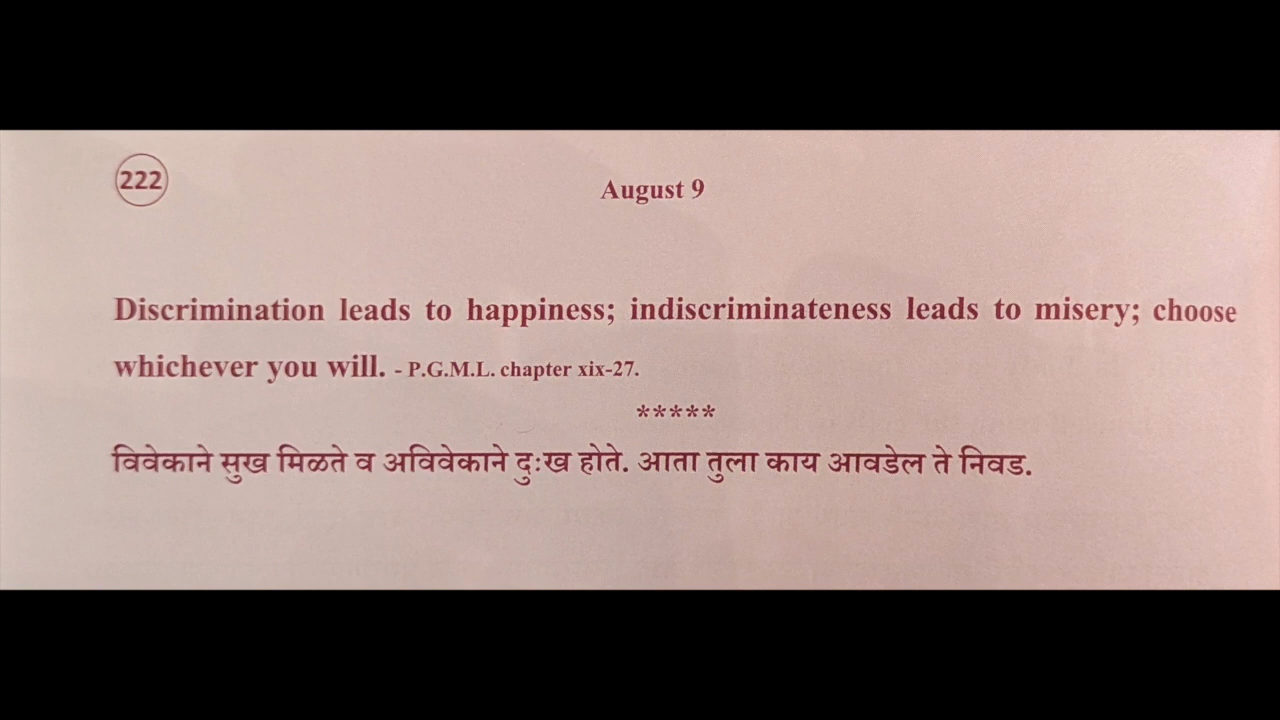 222
August 9
Discrimination leads to happiness; indiscriminateness leads to misery; choose
whichever you will. - P.G.M.L. chapter xix-27.
*****
विवेकाने सुख मिळते व अविवेकाने दुःख होते. आता तुला काय आवडेल ते निवड.